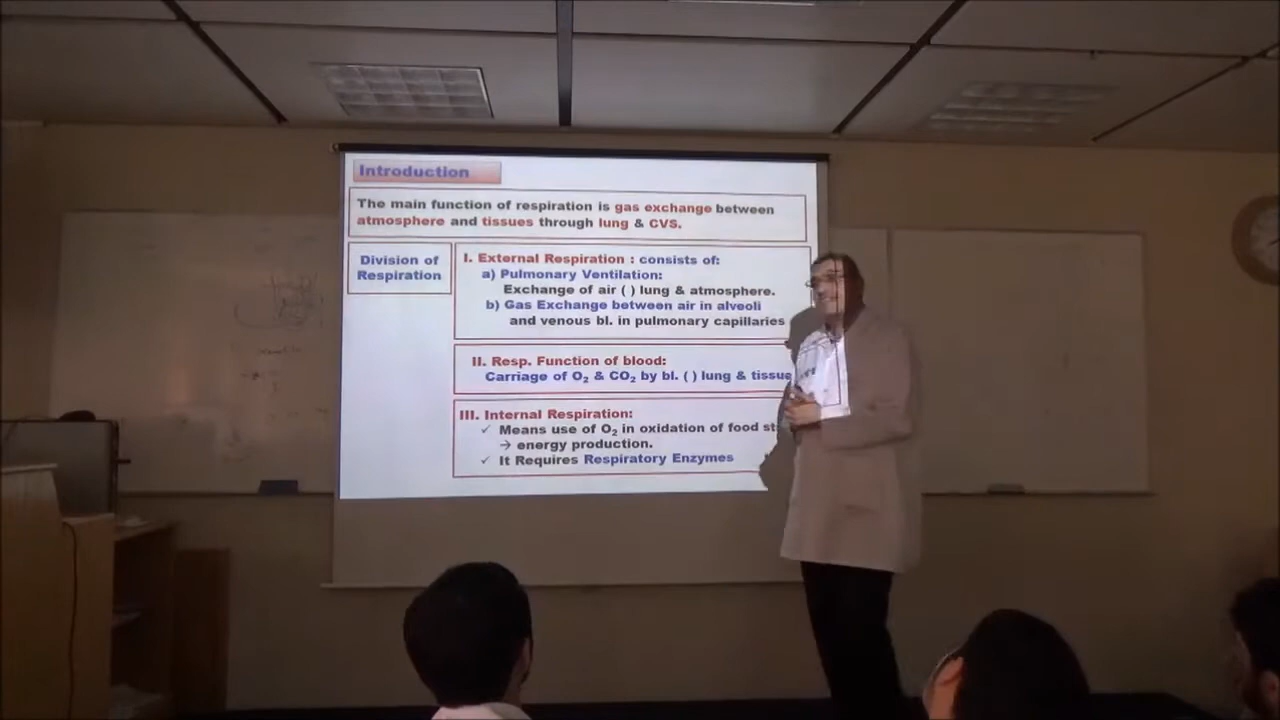 Introduction
The main function of respiration is gas exchange between
atmosphere and tissues through lung & CVS.
Division of
Respiration
I. External Respiration : consists of:
a) Pulmonary Ventilation:
Exchange of air ( ) lung & atmosphere.
b) Gas Exchange between air in alveoli
and venous bl. in pulmonary capillaries
II. Resp. Function of blood:
Carriage of O₂ & CO₂ by bl. ( ) lung & tissue
III. Internal Respiration:
✓ Means use of O₂ in oxidation of food st
→ energy production.
✓ It Requires Respiratory Enzymes